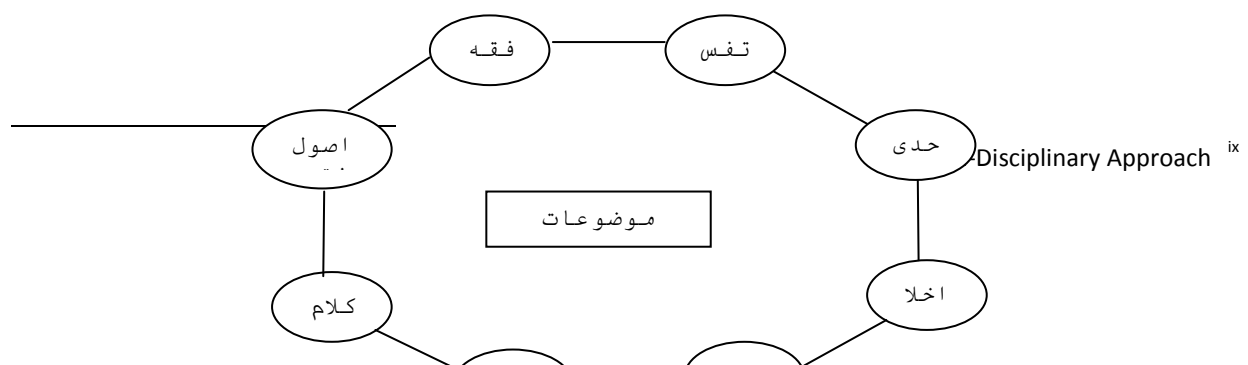 فقه
تفس
اصول
حدی
-Disciplinary Approach ix
موضوعات
اخلا
کلام